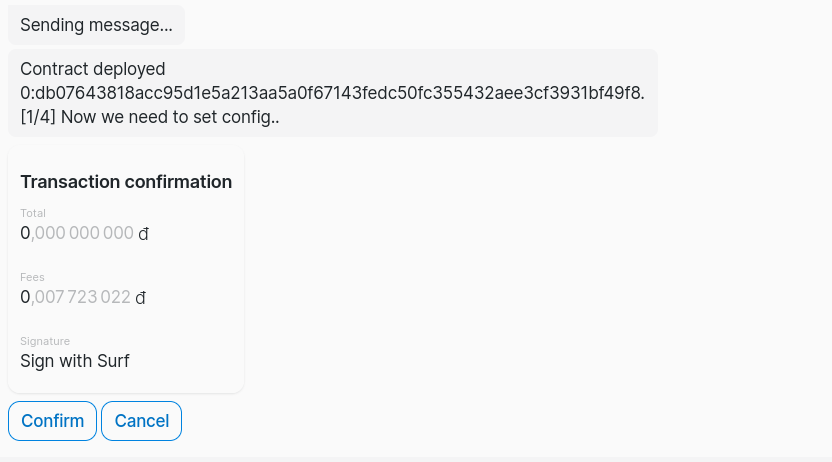 Sending message...
Contract deployed
0:db07643818acc95d1e5a213aa5a0f67143fedc50fc355432aee3cf3931bf49f8.
[1/4] Now we need to set config..
Transaction confirmation
Total
0,000 000 000 đ
Fees
0,007 723 022 đ
Signature
Sign with Surf
Confirm Cancel